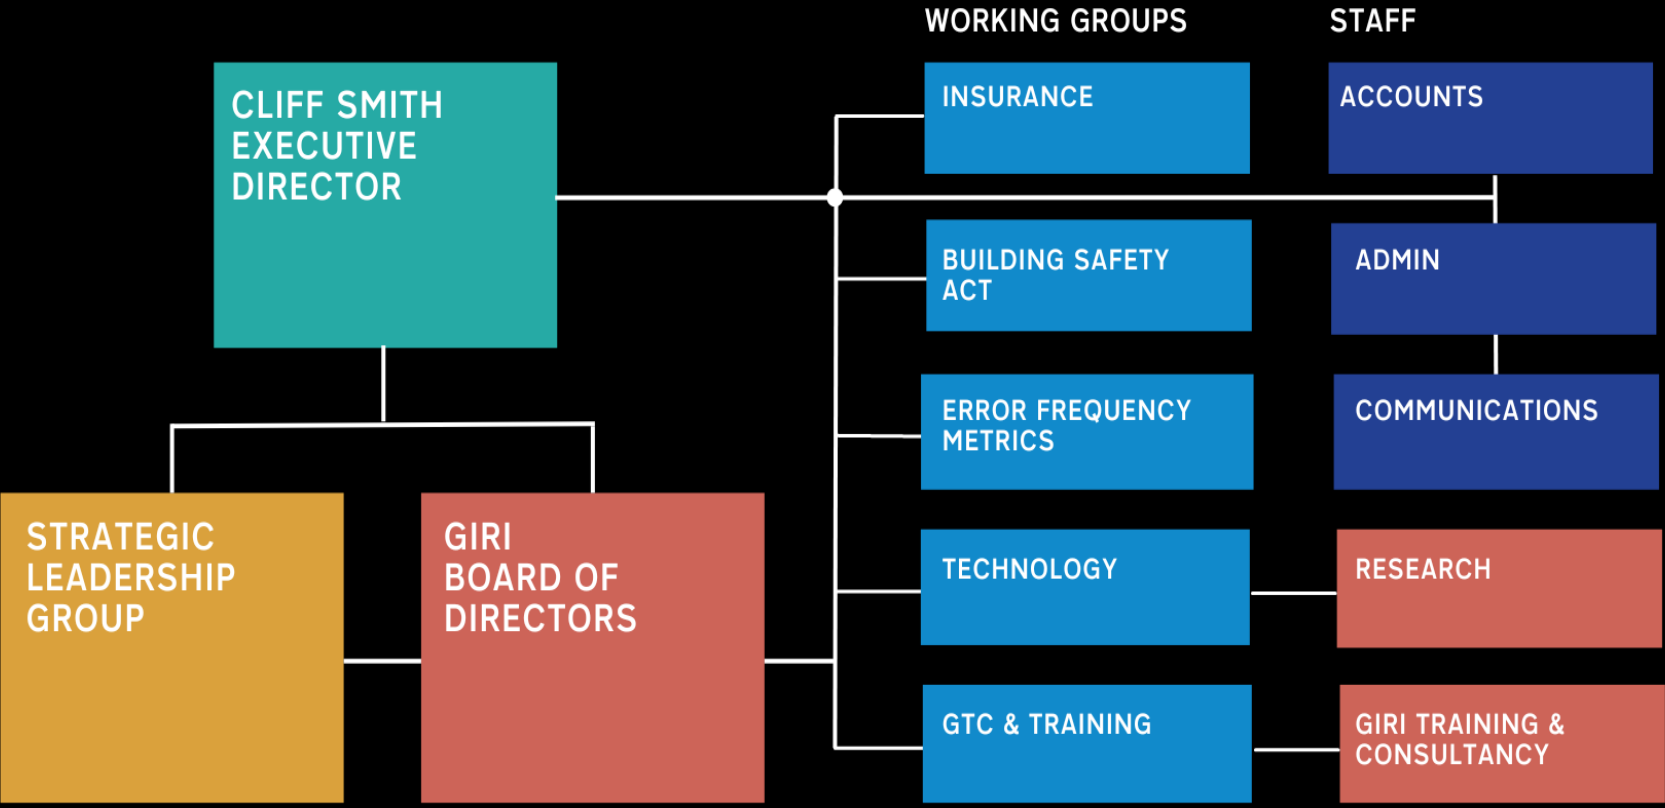 WORKING GROUPS
STAFF
CLIFF SMITH
EXECUTIVE
DIRECTOR
INSURANCE
ACCOUNTS
BUILDING SAFETY
ACT
ADMIN
ERROR FREQUENCY
METRICS
COMMUNICATIONS
STRATEGIC
LEADERSHIP
GROUP
GIRI
BOARD OF
DIRECTORS
TECHNOLOGY
RESEARCH
GTC & TRAINING
GIRI TRAINING &
CONSULTANCY